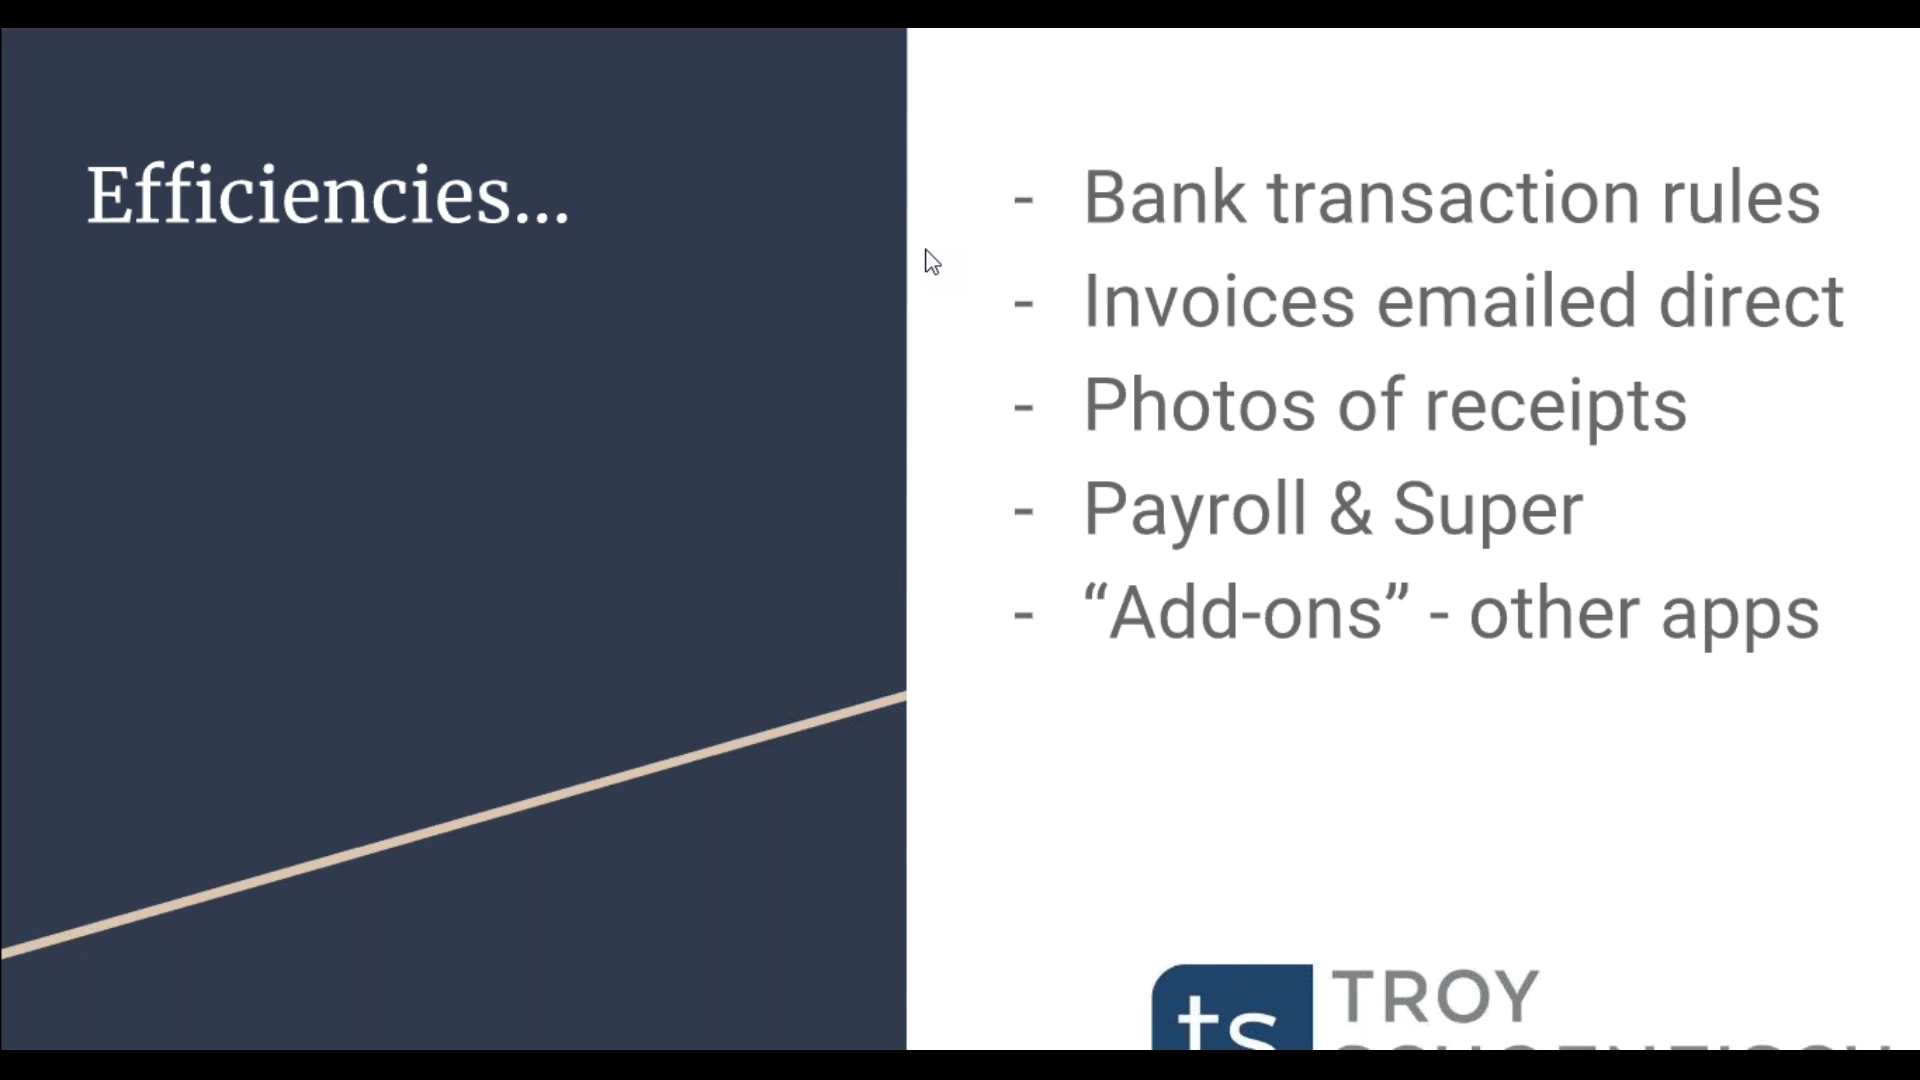 Efficiencies...
- Bank transaction rules
- Invoices emailed direct
- Photos of receipts
- Payroll & Super
- “Add-ons” - other apps
ts TROY